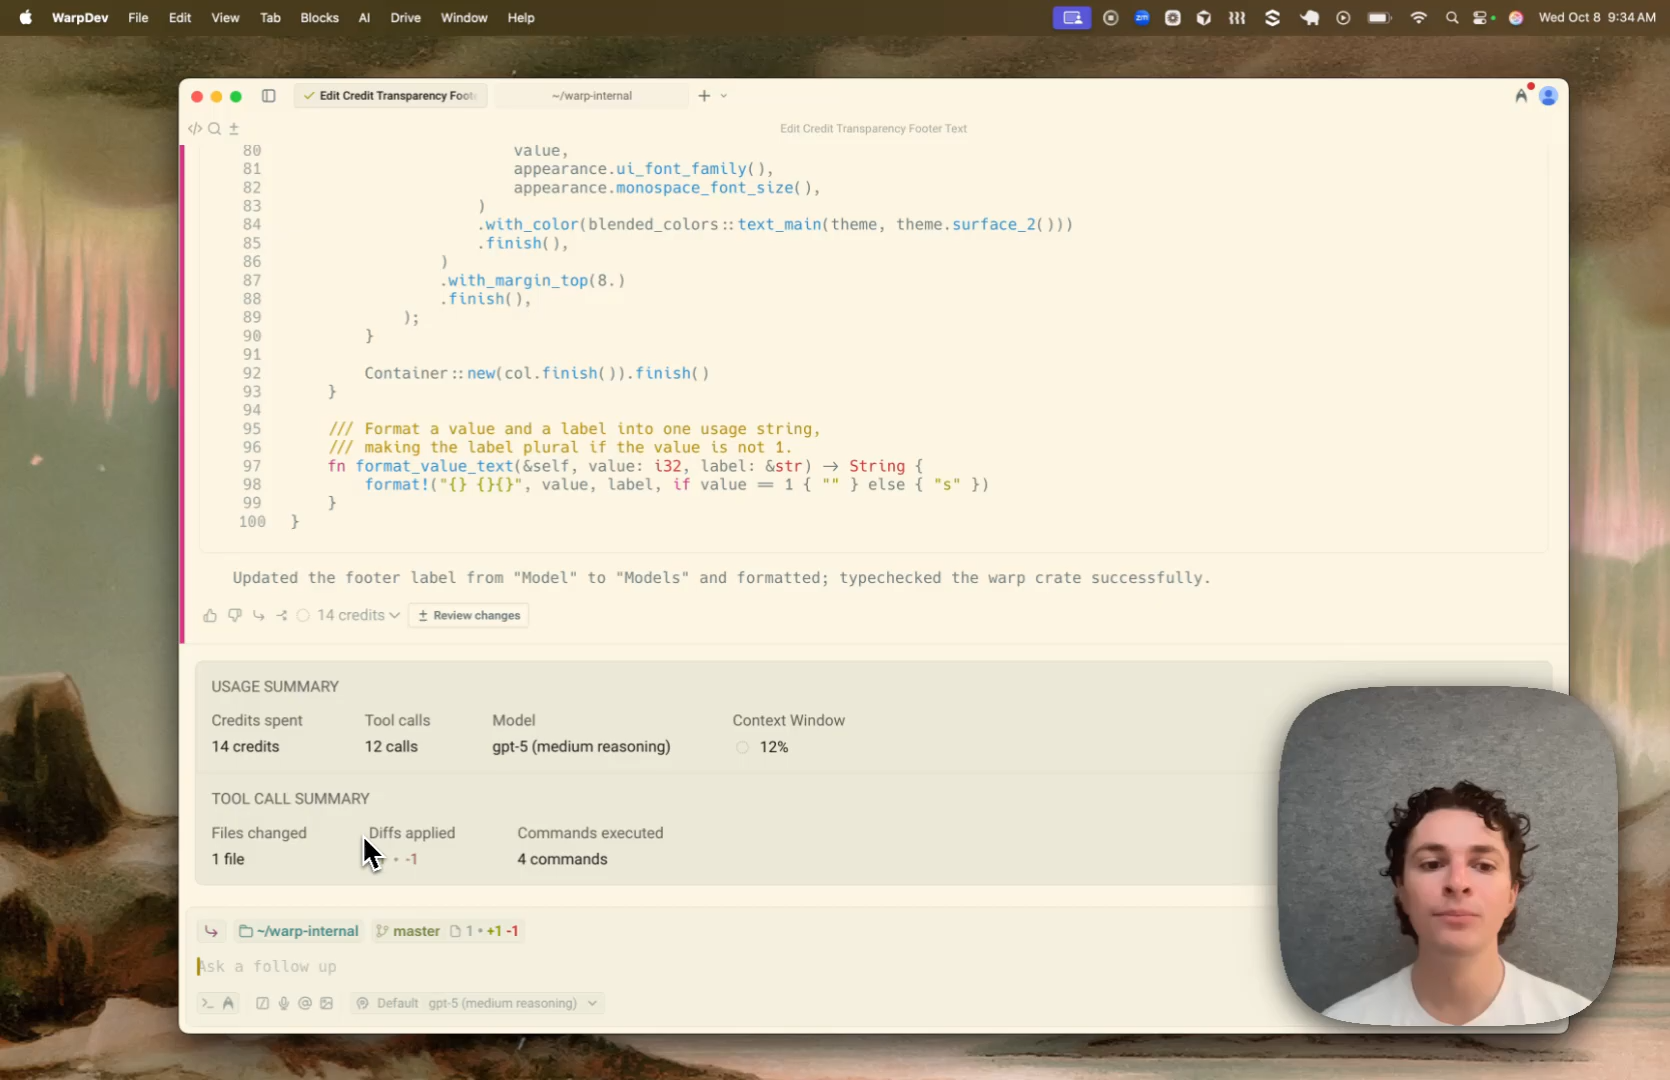 WarpDev File Edit View Tab Blocks AI Drive Window Help
zm
Wed Oct 8 9:34 AM
Edit Credit Transparency Foot
~/warp-internal
Edit Credit Transparency Footer Text
80 value,
81 appearance.ui_font_family(),
82 appearance.monospace_font_size(),
83 )
84 .with_color(blended_colors::text_main(theme, theme.surface_2()))
85 .finish(),
86 )
87 .with_margin_top(8.)
88 .finish(),
89 );
90 }
91
92 Container::new(col.finish()).finish()
93 }
94
95 /// Format a value and a label into one usage string,
96 /// making the label plural if the value is not 1.
97 fn format_value_text(&self, value: i32, label: &str) -> String {
98 format!("{} {}{}", value, label, if value == 1 { "" } else { "s" })
99 }
100 }
Updated the footer label from "Model" to "Models" and formatted; typechecked the warp crate successfully.
14 credits
± Review changes
USAGE SUMMARY
Credits spent Tool calls Model Context Window
14 credits 12 calls gpt-5 (medium reasoning) 12%
TOOL CALL SUMMARY
Files changed Diffs applied Commands executed
1 file • -1 4 commands
~/warp-internal master 1 • +1 -1
Ask a follow up
Default gpt-5 (medium reasoning)